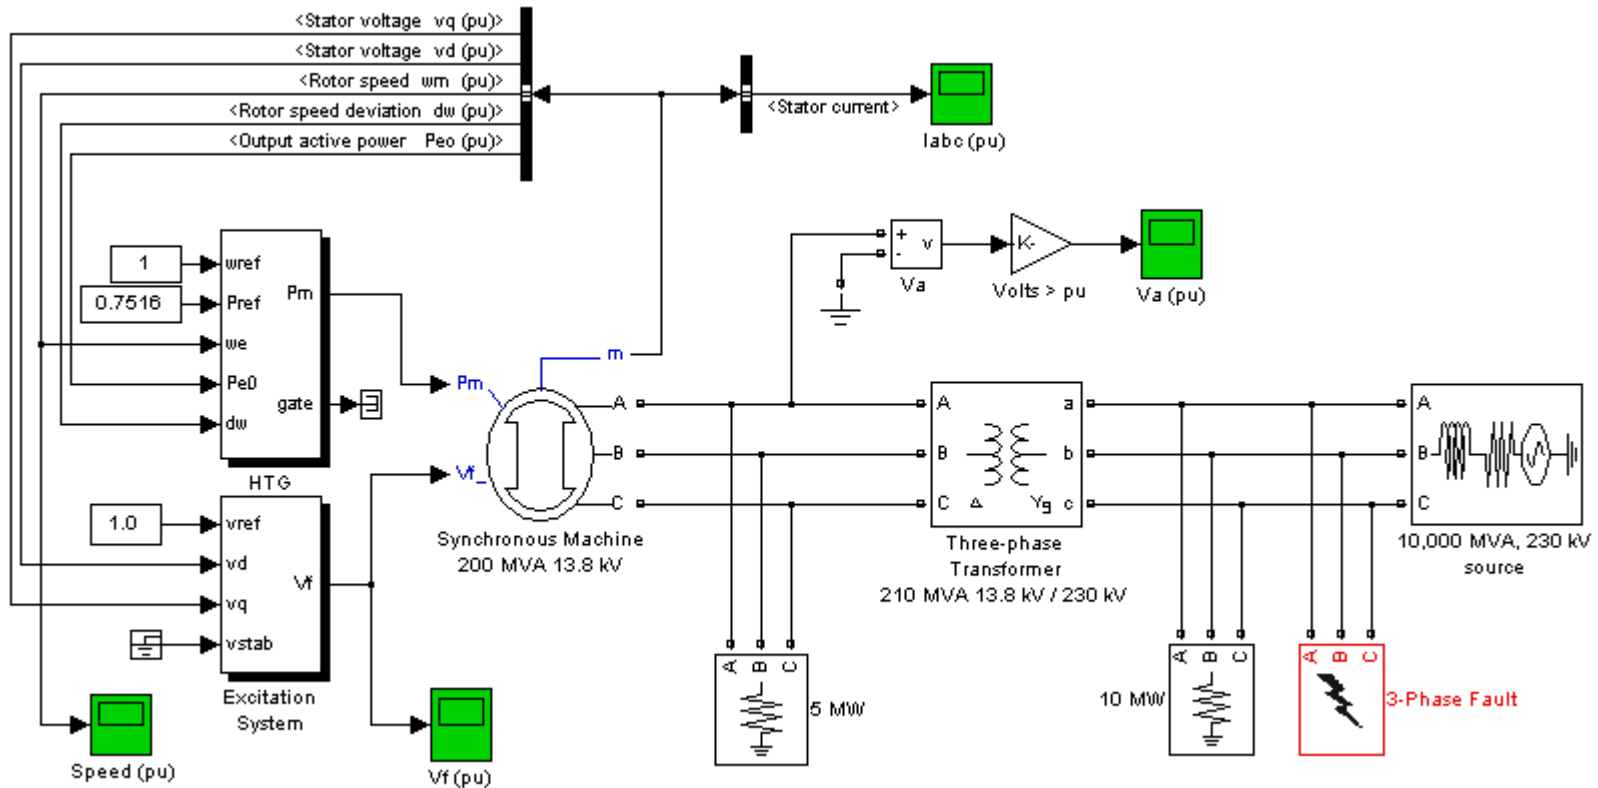 <Stator voltage vq (pu)>
<Stator voltage vd (pu)>
<Rotor speed wm (pu)>
<Rotor speed deviation dw (pu)>
<Output active power Peo (pu)>
<Stator current>
Iabc (pu)
+
-
v
Va
K-
Volts > pu
Va (pu)
1
0.7516
wref
Pref
we
Pe0
dw
Pm
gate
HTG
m
Pm
Vf_
A
B
C
Synchronous Machine
200 MVA 13.8 kV
A
B
C
a
b
c
Δ
Yg
Three-phase
Transformer
210 MVA 13.8 kV / 230 kV
A
B
C
10,000 MVA, 230 kV
source
1.0
vref
vd
vq
vstab
Vf
Excitation
System
Speed (pu)
Vf (pu)
A B C
5 MW
A B C
10 MW
A B C
3-Phase Fault